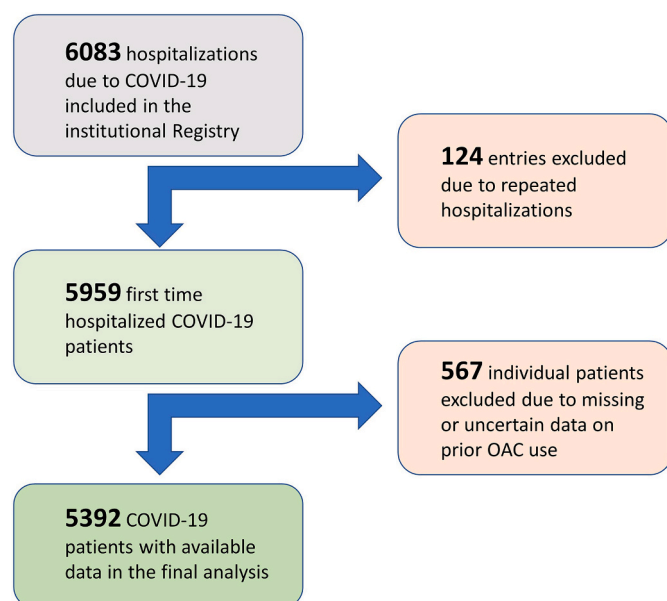 6083 hospitalizations
due to COVID-19
included in the
institutional Registry
124 entries excluded
due to repeated
hospitalizations
5959 first time
hospitalized COVID-19
patients
567 individual patients
excluded due to missing
or uncertain data on
prior OAC use
5392 COVID-19
patients with available
data in the final analysis